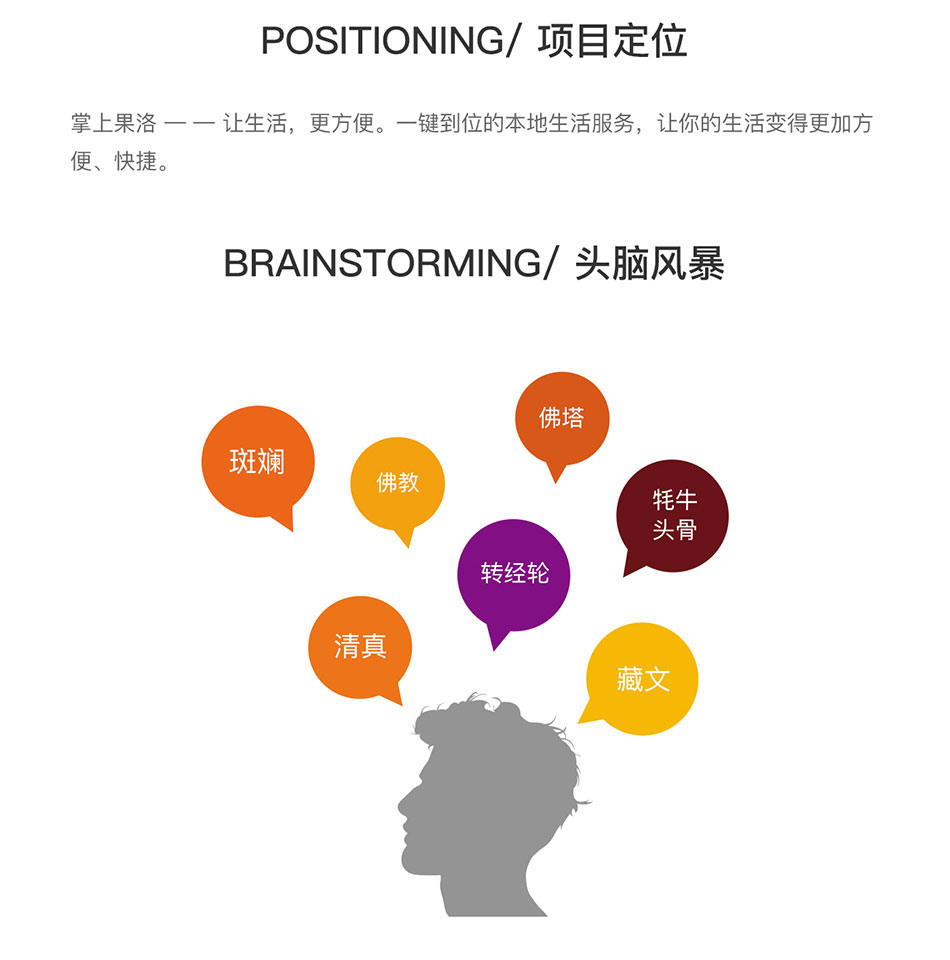 POSITIONING/ 项目定位
掌上果洛 一 一 让生活，更方便。一键到位的本地生活服务，让你的生活变得更加方
便、快捷。
BRAINSTORMING/ 头脑风暴
佛塔
斑斓
佛教
牦牛
头骨
转经轮
清真
藏文